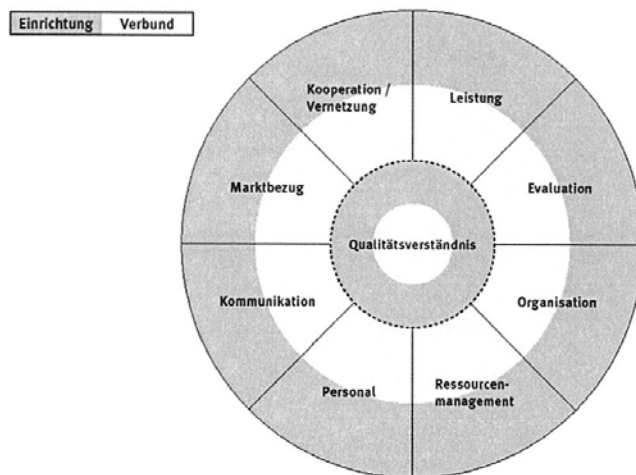 Einrichtung Verbund
Kooperation /
Vernetzung
Leistung
Marktbezug
Evaluation
Qualitätsverständnis
Kommunikation
Organisation
Personal
Ressourcen-
management